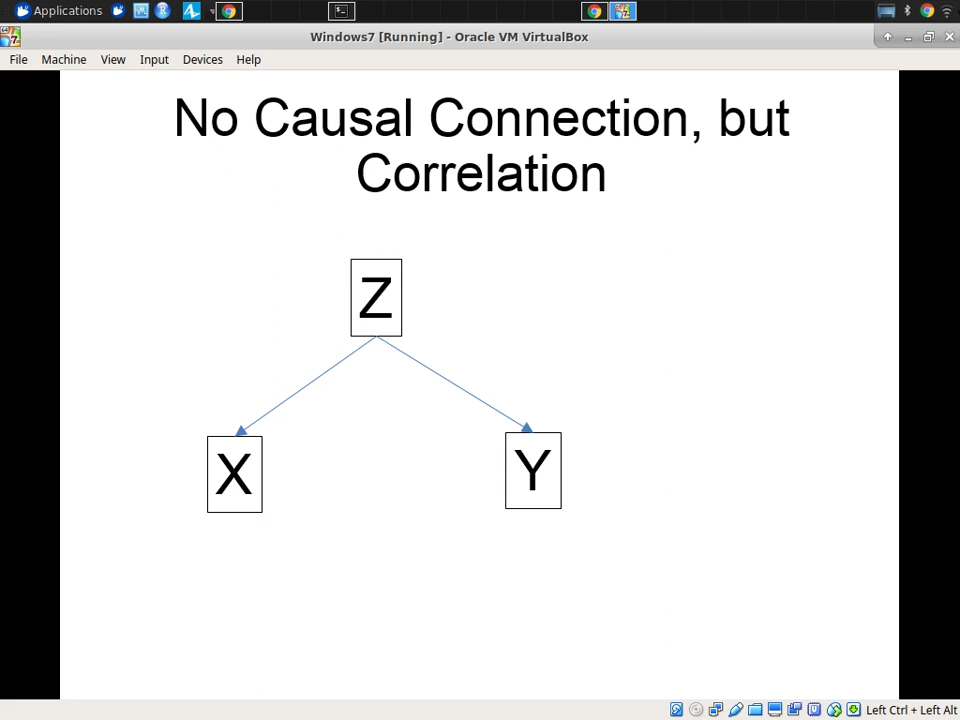 Applications
Windows7 [Running] - Oracle VM VirtualBox
File Machine View Input Devices Help
No Causal Connection, but
Correlation
Z
X
Y
Left Ctrl + Left Alt